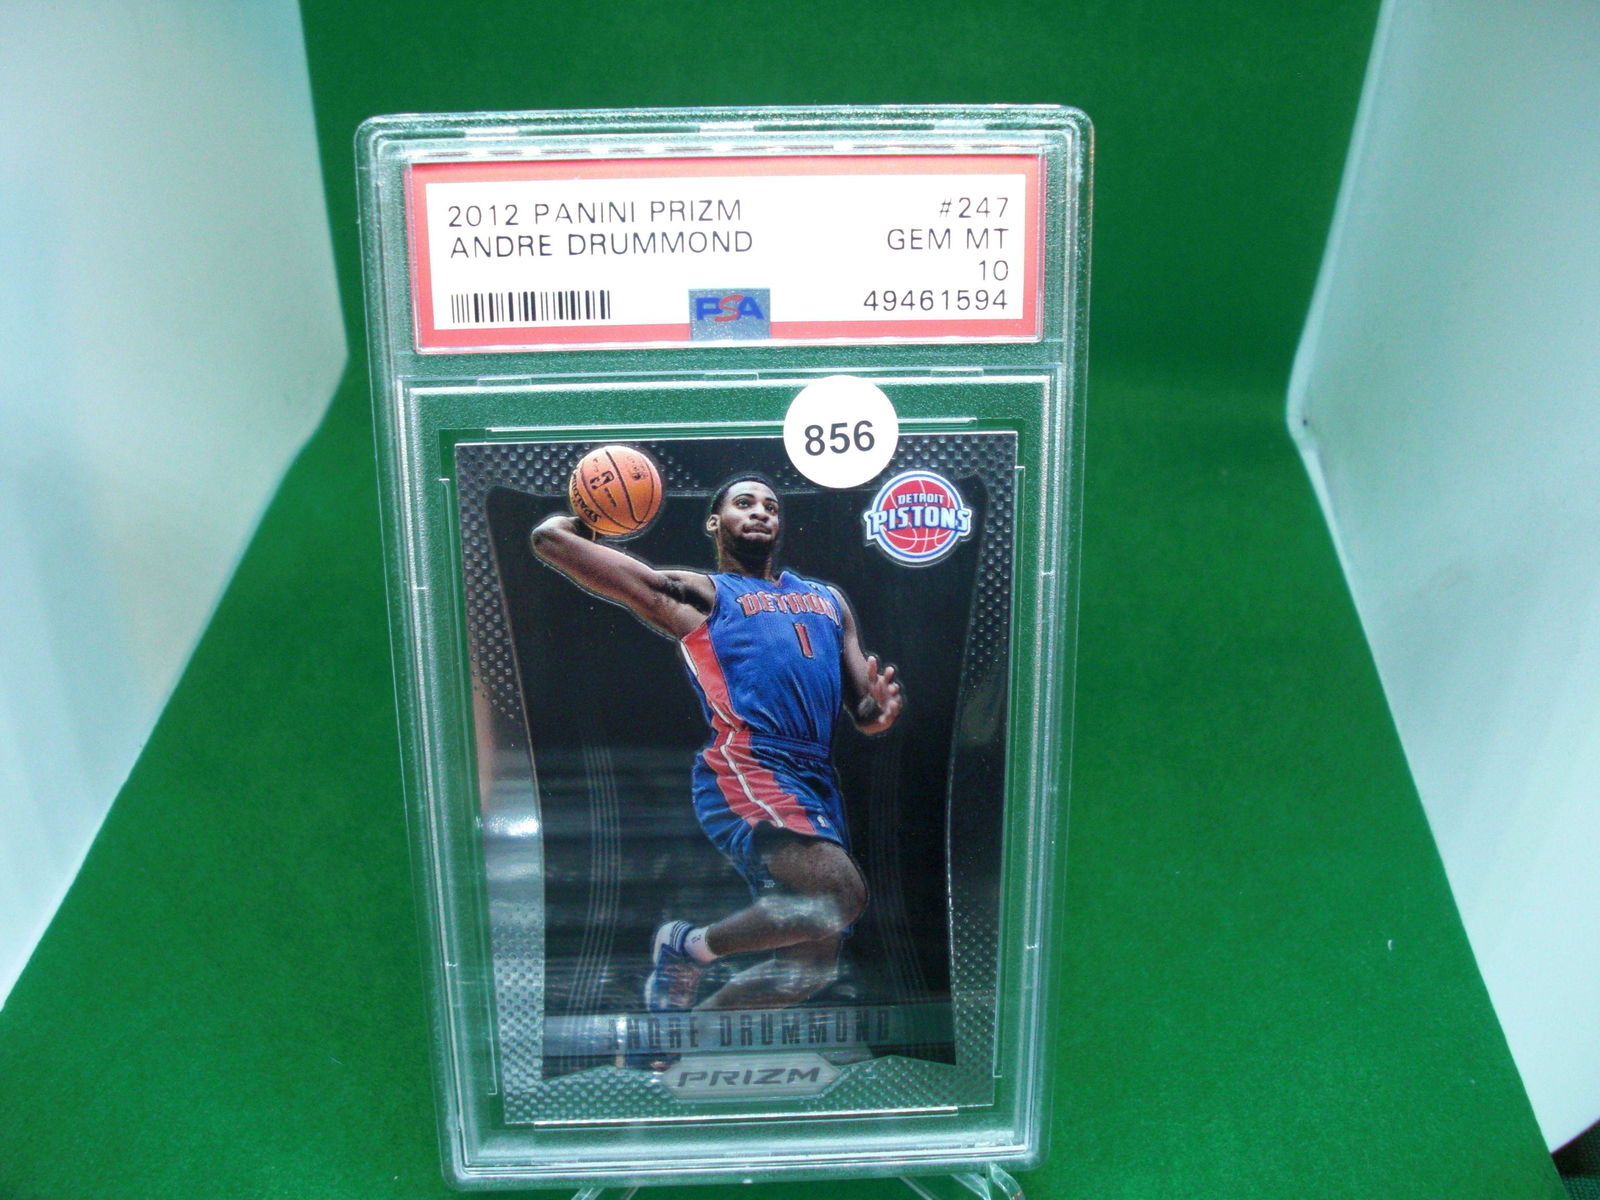 2012 PANINI PRIZM #247
ANDRE DRUMMOND GEM MT
10
PSA 49461594
856
SPALDING
DETROIT
PISTONS
DETROIT
1
ANDRE DRUMMOND
PRIZM